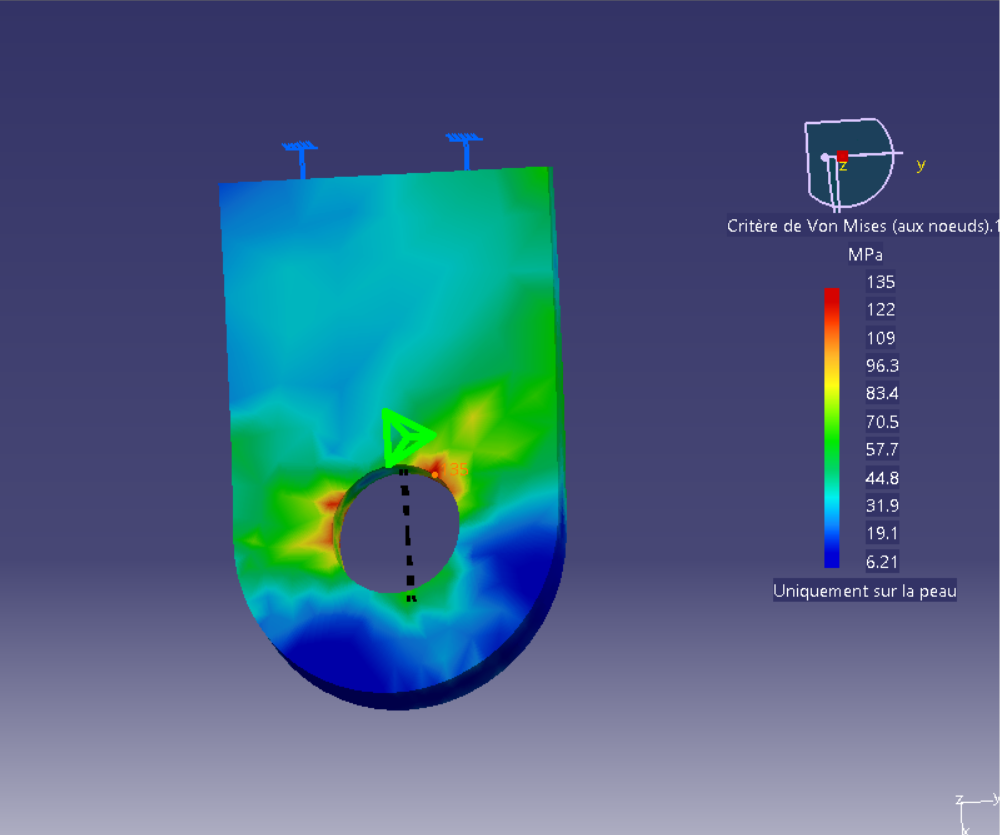 z
y
Critère de Von Mises (aux noeuds).1
MPa
135
122
109
96.3
83.4
70.5
57.7
44.8
31.9
19.1
6.21
Uniquement sur la peau
z
y
x